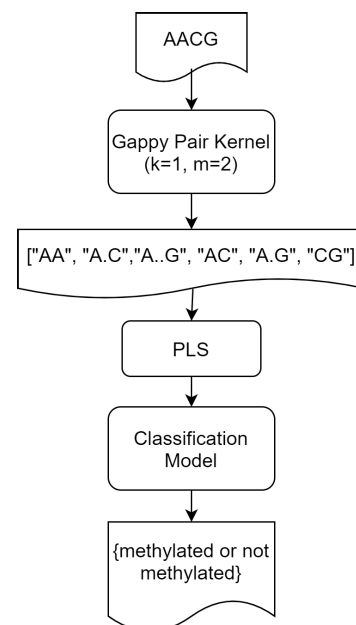 AACG
Gappy Pair Kernel
(k=1, m=2)
["AA", "A.C","A..G", "AC", "A.G", "CG"]
PLS
Classification
Model
{methylated or not
methylated}